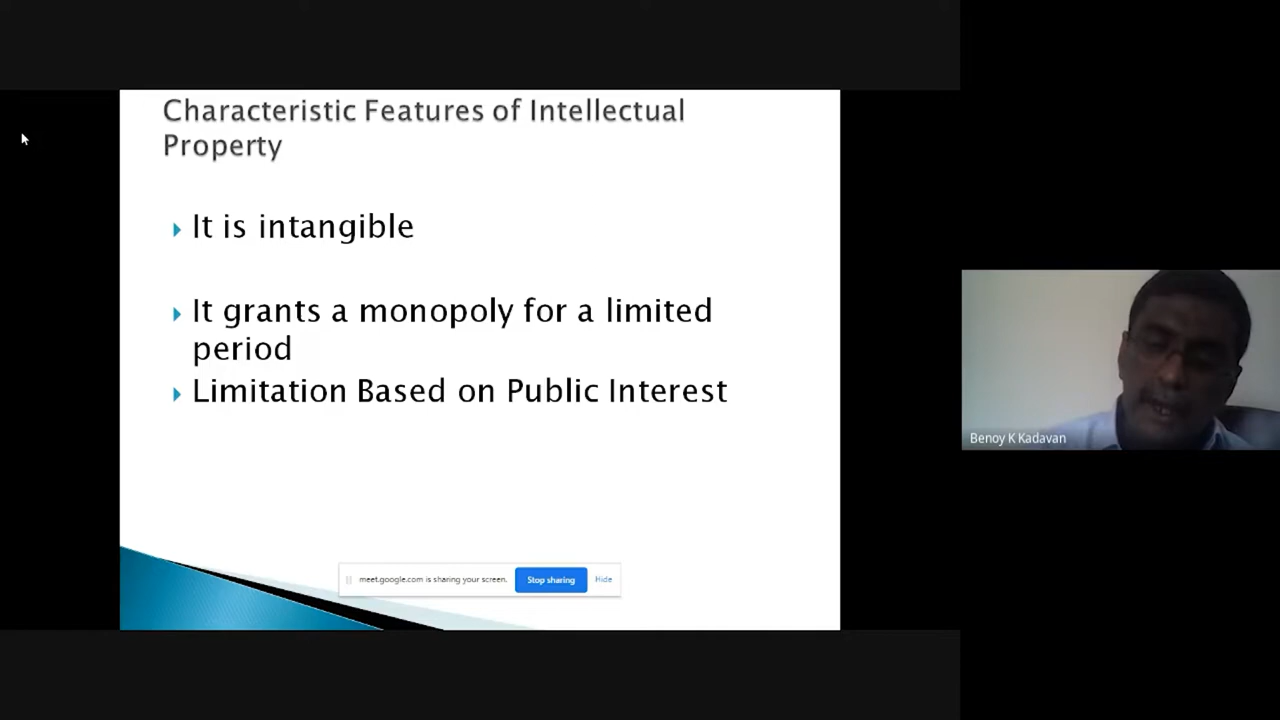 Characteristic Features of Intellectual
Property
It is intangible
It grants a monopoly for a limited
period
Limitation Based on Public Interest
Benoy K Kadavan
meet.google.com is sharing your screen.
Stop sharing
Hide